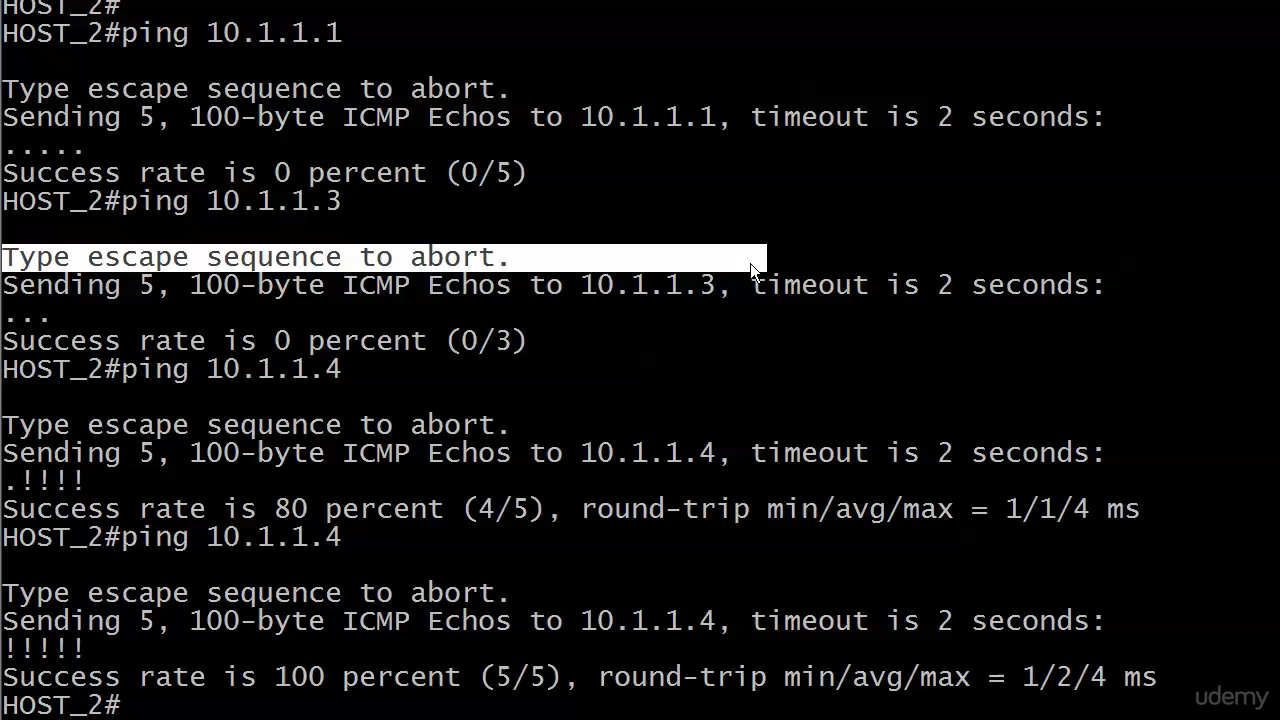 HOST_2#
HOST_2#ping 10.1.1.1
Type escape sequence to abort.
Sending 5, 100-byte ICMP Echos to 10.1.1.1, timeout is 2 seconds:
.....
Success rate is 0 percent (0/5)
HOST_2#ping 10.1.1.3
Type escape sequence to abort.
Sending 5, 100-byte ICMP Echos to 10.1.1.3, timeout is 2 seconds:
...
Success rate is 0 percent (0/3)
HOST_2#ping 10.1.1.4
Type escape sequence to abort.
Sending 5, 100-byte ICMP Echos to 10.1.1.4, timeout is 2 seconds:
.!!!!
Success rate is 80 percent (4/5), round-trip min/avg/max = 1/1/4 ms
HOST_2#ping 10.1.1.4
Type escape sequence to abort.
Sending 5, 100-byte ICMP Echos to 10.1.1.4, timeout is 2 seconds:
!!!!!
Success rate is 100 percent (5/5), round-trip min/avg/max = 1/2/4 ms
HOST_2#
udemy